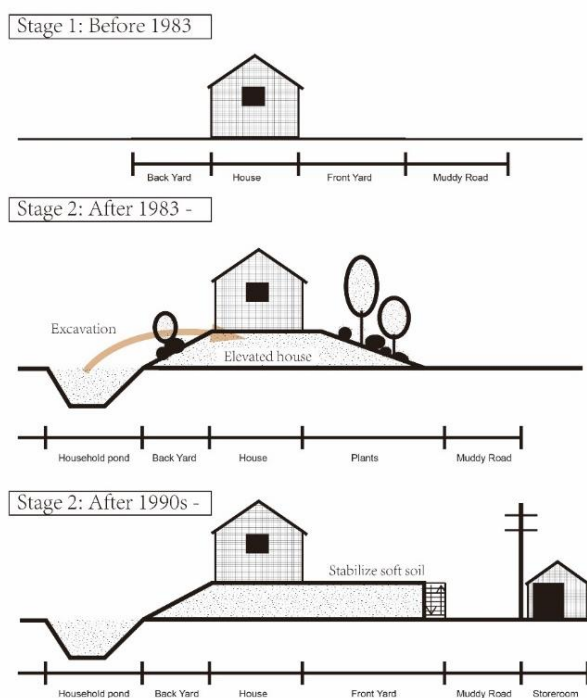 Stage 1: Before 1983
Back Yard House Front Yard Muddy Road
Stage 2: After 1983 -
Excavation
Elevated house
Household pond Back Yard House Plants Muddy Road
Stage 2: After 1990s -
Stabilize soft soil
Household pond Back Yard House Front Yard Muddy Road Storeroom